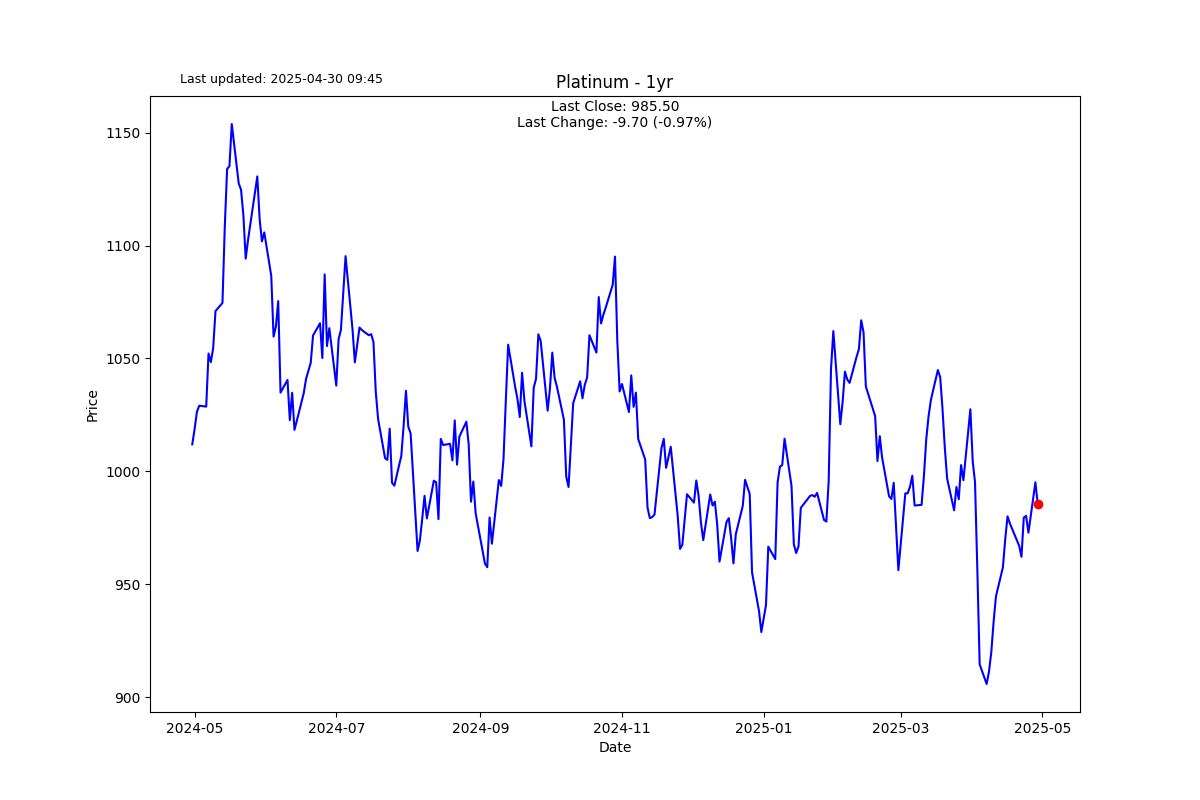 Last updated: 2025-04-30 09:45
Platinum - 1yr
Last Close: 985.50
Last Change: -9.70 (-0.97%)
1150
1100
1050
1000
950
900
Price
2024-05 2024-07 2024-09 2024-11 2025-01 2025-03 2025-05
Date